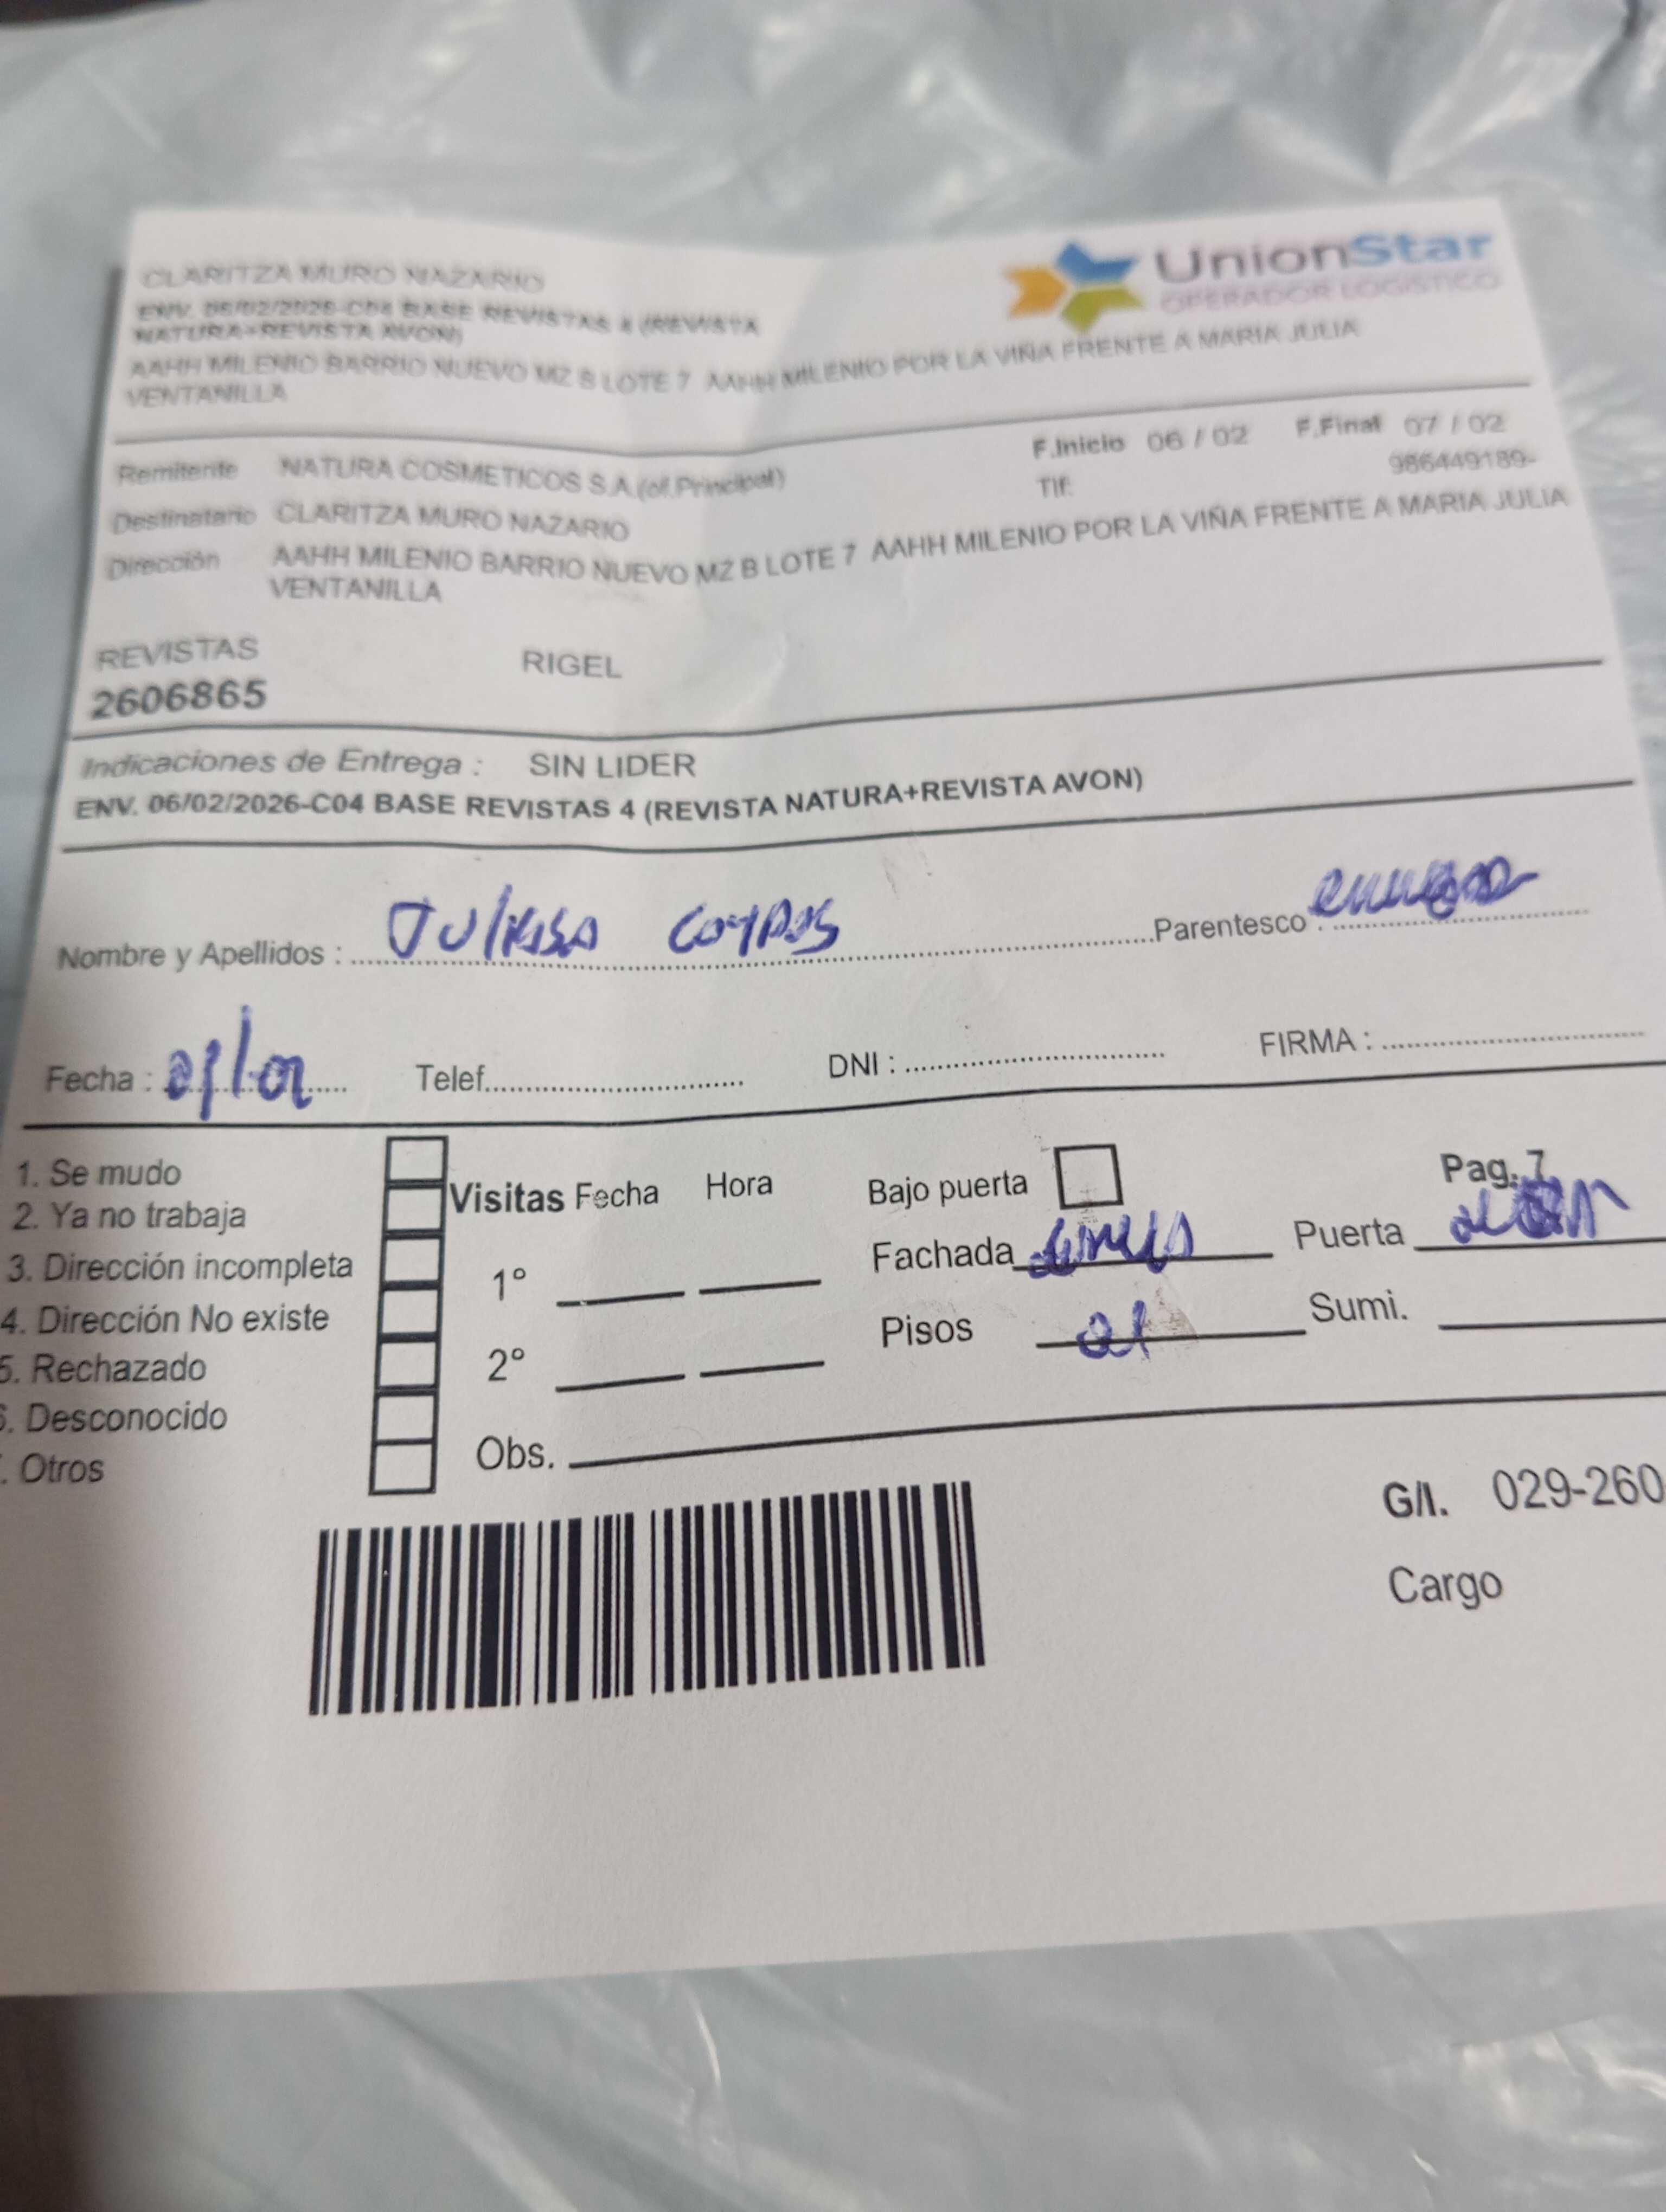 CLARITZA MURO NAZARIO
UnionStar
OPERADOR LOGISTICO
ENV. 06/02/2026-C04 BASE REVISTAS 4 (REVISTA
NATURA+REVISTA AVON)
AAHH MILENIO BARRIO NUEVO MZ B LOTE 7 AAHH MILENIO POR LA VIÑA FRENTE A MARIA JULIA
VENTANILLA
F.Inicio 06 / 02 F.Final 07 / 02
Remitente NATURA COSMETICOS S.A.(of.Principal)
Tlf: 986449189-
Destinatario CLARITZA MURO NAZARIO
Dirección AAHH MILENIO BARRIO NUEVO MZ B LOTE 7 AAHH MILENIO POR LA VIÑA FRENTE A MARIA JULIA
VENTANILLA
REVISTAS RIGEL
2606865
Indicaciones de Entrega : SIN LIDER
ENV. 06/02/2026-C04 BASE REVISTAS 4 (REVISTA NATURA+REVISTA AVON)
Nombre y Apellidos : Parentesco :
Fecha : Telef. DNI : FIRMA :
1. Se mudo
2. Ya no trabaja
3. Dirección incompleta
4. Dirección No existe
5. Rechazado
6. Desconocido
. Otros
Visitas Fecha Hora
1°
2°
Obs.
Bajo puerta Pag. 7
Fachada Puerta
Pisos 01 Sumi.
G/I. 029-260
Cargo